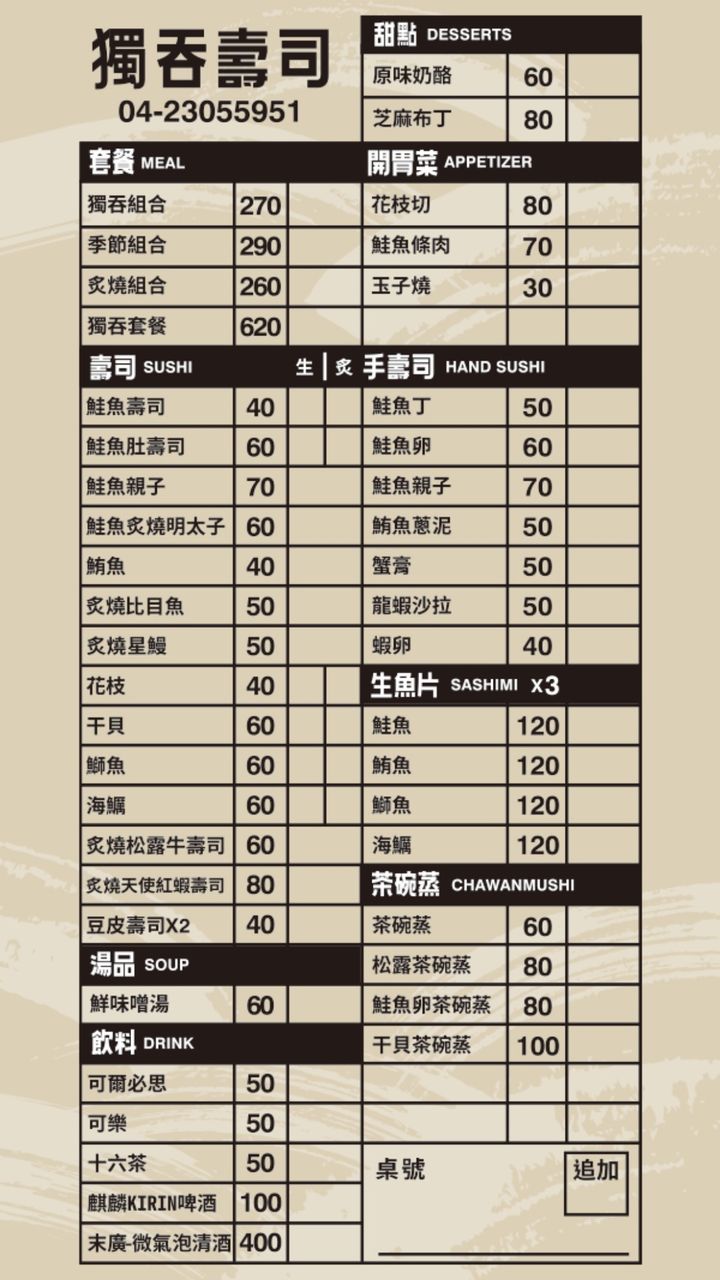 獨吞壽司
04-23055951
甜點 DESSERTS
原味奶酪 60
芝麻布丁 80
套餐 MEAL
獨吞組合 270
季節組合 290
炙燒組合 260
獨吞套餐 620
開胃菜 APPETIZER
花枝切 80
鮭魚條肉 70
玉子燒 30
壽司 SUSHI 生 炙
鮭魚壽司 40
鮭魚肚壽司 60
鮭魚親子 70
鮭魚炙燒明太子 60
鮪魚 40
炙燒比目魚 50
炙燒星鰻 50
花枝 40
干貝 60
鰤魚 60
海鱺 60
炙燒松露牛壽司 60
炙燒天使紅蝦壽司 80
豆皮壽司X2 40
湯品 SOUP
鮮味噌湯 60
飲料 DRINK
可爾必思 50
可樂 50
十六茶 50
麒麟KIRIN啤酒 100
末廣-微氣泡清酒 400
手壽司 HAND SUSHI
鮭魚丁 50
鮭魚卵 60
鮭魚親子 70
鮪魚蔥泥 50
蟹膏 50
龍蝦沙拉 50
蝦卵 40
生魚片 SASHIMI X3
鮭魚 120
鮪魚 120
鰤魚 120
海鱺 120
茶碗蒸 CHAWANMUSHI
茶碗蒸 60
松露茶碗蒸 80
鮭魚卵茶碗蒸 80
干貝茶碗蒸 100
桌號 追加